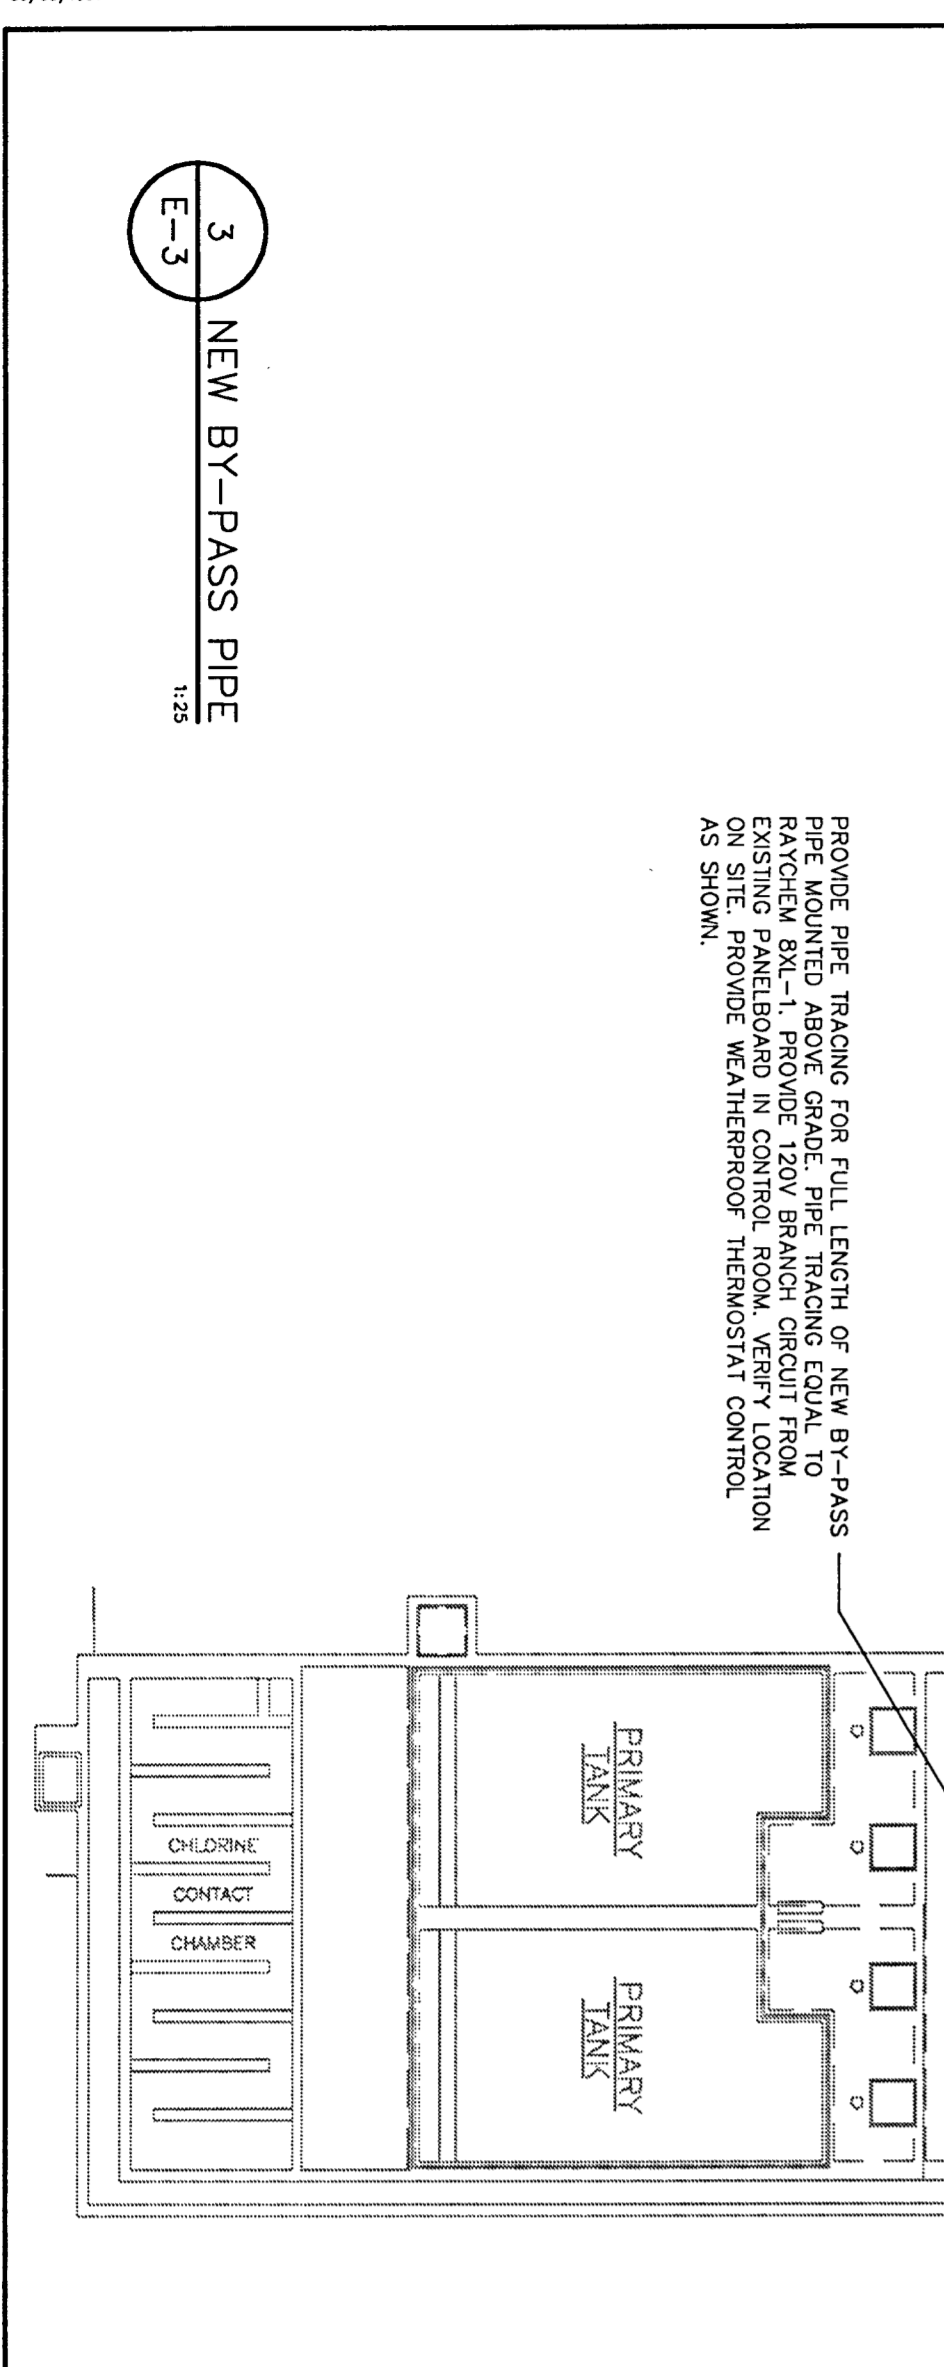 PROVIDE PIPE TRACING FOR FULL LENGTH OF NEW BY-PASS
PIPE MOUNTED ABOVE GRADE. PIPE TRACING EQUAL TO
RAYCHEM 8XL-1. PROVIDE 120V BRANCH CIRCUIT FROM
EXISTING PANELBOARD IN CONTROL ROOM. VERIFY LOCATION
ON SITE. PROVIDE WEATHERPROOF THERMOSTAT CONTROL
AS SHOWN.
PRIMARY
TANK
PRIMARY
TANK
CHLORINE
CONTACT
CHAMBER
3
E-3
NEW BY-PASS PIPE
1:25